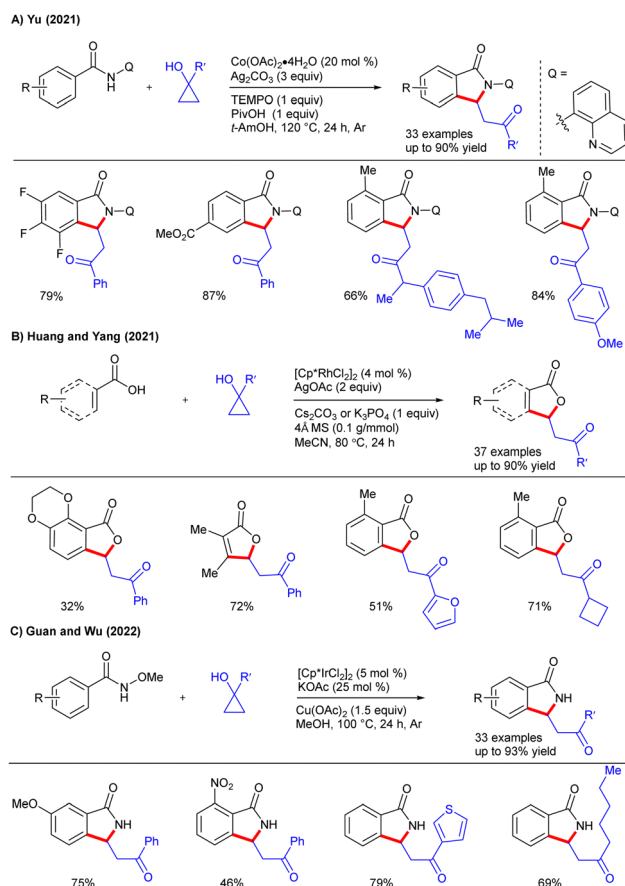 A) Yu (2021)
R
O
N
H
Q
+
HO
R'
Co(OAc)2•4H2O (20 mol %)
Ag2CO3 (3 equiv)
TEMPO (1 equiv)
PivOH (1 equiv)
t-AmOH, 120 °C, 24 h, Ar
R
O
N
Q
O
R'
33 examples
up to 90% yield
Q =
N
F
F
F
O
N
Q
O
Ph
79%
MeO2C
O
N
Q
O
Ph
87%
Me
O
N
Q
O
Me
Me
Me
66%
Me
O
N
Q
O
OMe
84%
B) Huang and Yang (2021)
R
O
OH
+
HO
R'
[Cp*RhCl2]2 (4 mol %)
AgOAc (2 equiv)
Cs2CO3 or K3PO4 (1 equiv)
4Å MS (0.1 g/mmol)
MeCN, 80 °C, 24 h
R
O
O
O
R'
37 examples
up to 90% yield
O
O
O
O
O
Ph
32%
Me
Me
O
O
O
Ph
72%
Me
O
O
O
O
51%
Me
O
O
O
71%
C) Guan and Wu (2022)
R
O
N
H
OMe
+
HO
R'
[Cp*IrCl2]2 (5 mol %)
KOAc (25 mol %)
Cu(OAc)2 (1.5 equiv)
MeOH, 100 °C, 24 h, Ar
R
O
NH
R'
O
33 examples
up to 93% yield
MeO
O
NH
Ph
O
75%
NO2
O
NH
Ph
O
46%
O
NH
S
O
79%
Me
O
NH
O
69%